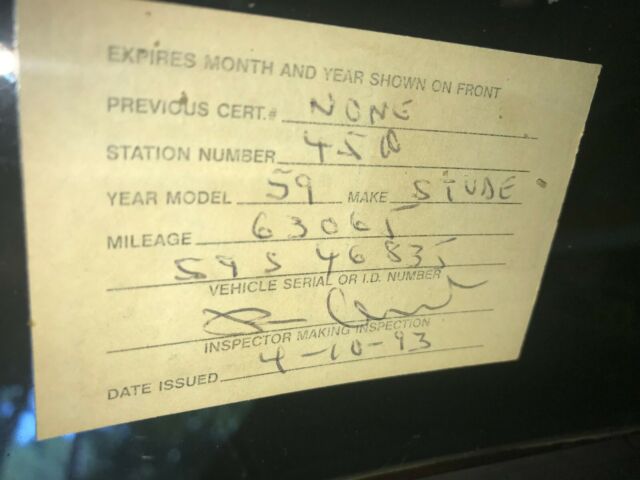 EXPIRES MONTH AND YEAR SHOWN ON FRONT
PREVIOUS CERT.# NONE
STATION NUMBER 450
YEAR MODEL 59 MAKE STUDE
MILEAGE 63065
59S 46835
VEHICLE SERIAL OR I.D. NUMBER
INSPECTOR MAKING INSPECTION
DATE ISSUED 4-10-93